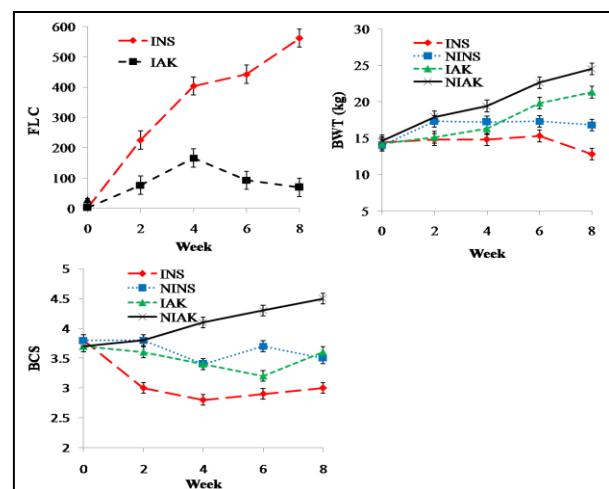 600
500
400
300
200
100
0
FL C
INS
IAK
0 2 4 6 8
Week
30
25
20
15
10
5
BWT (kg)
INS
NINS
IAK
NIAK
0 2 4 6 8
Week
5
4.5
4
3.5
3
2.5
2
BCS
INS
NINS
IAK
NIAK
0 2 4 6 8
Week